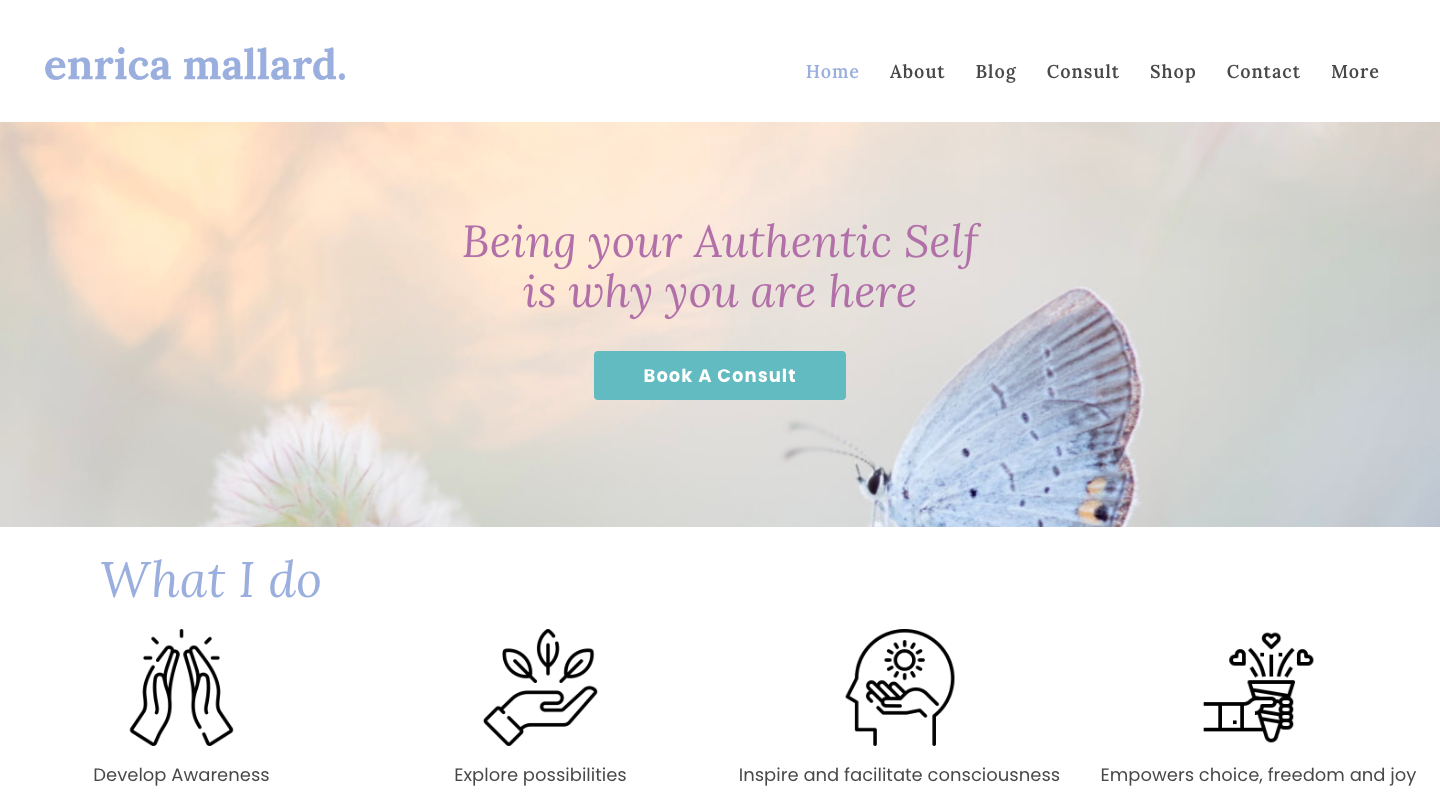 enrica mallard.
Home About Blog Consult Shop Contact More
Being your Authentic Self
is why you are here
Book A Consult
What I do
Develop Awareness
Explore possibilities
Inspire and facilitate consciousness
Empowers choice, freedom and joy